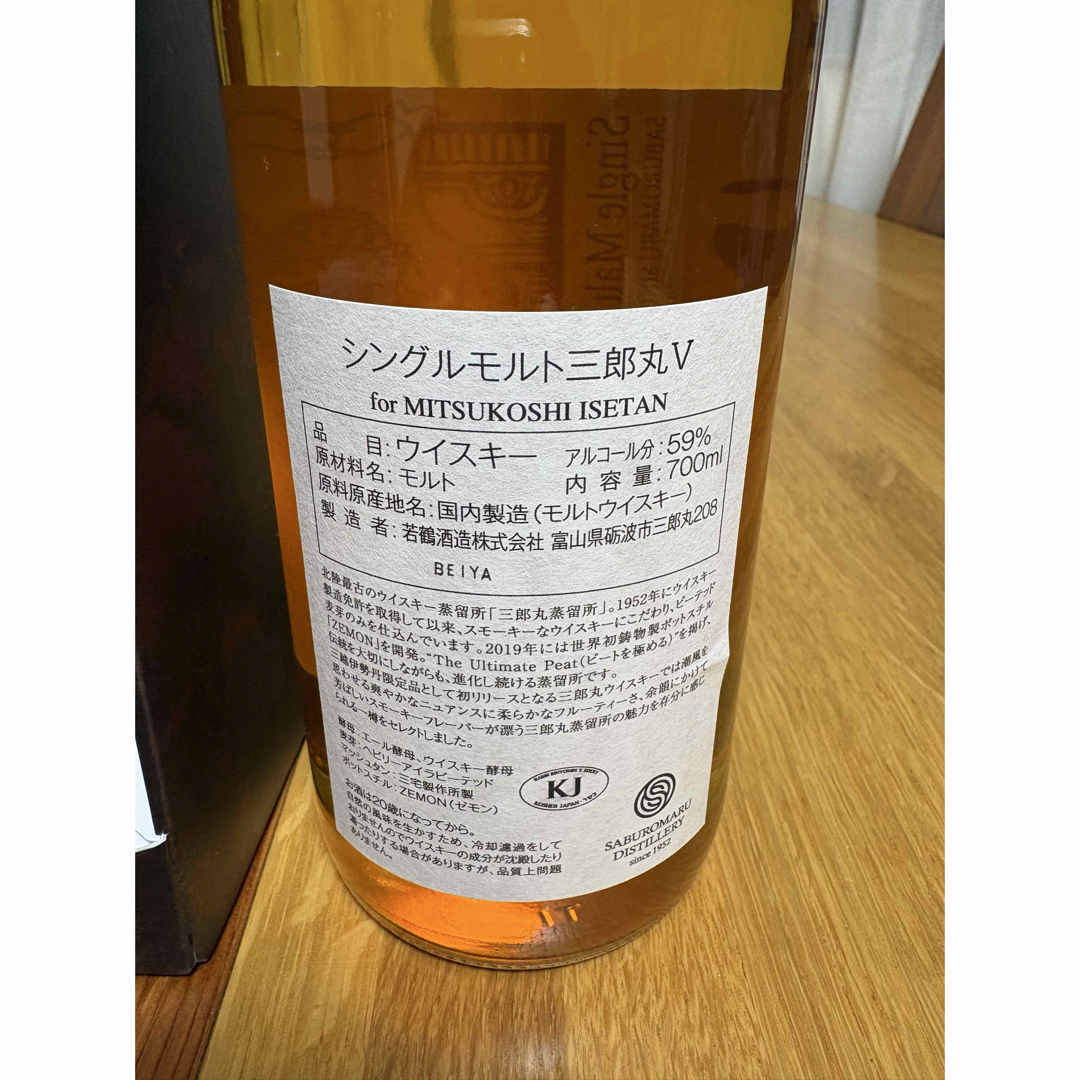 SABUROMARU
Single Malt
シングルモルト三郎丸V
for MITSUKOSHI ISETAN
品 目:ウイスキー アルコール分:59%
原材料名:モルト 内容量:700ml
原料原産地名:国内製造(モルトウイスキー)
製造者:若鶴酒造株式会社 富山県砺波市三郎丸208
BEIYA
北陸最古のウイスキー蒸留所「三郎丸蒸留所」。1952年にウイスキー
製造免許を取得して以来、スモーキーなウイスキーにこだわり、ピーテッド
麦芽のみを仕込んでいます。2019年には世界初鋳物製ポットスチル
「ZEMON」を開発。"The Ultimate Peat(ピートを極める)"を掲げ、
伝統を大切にしながらも、進化し続ける蒸留所です。
三越伊勢丹限定品として初リリースとなる三郎丸ウイスキーでは潮風を
思わせる爽やかなニュアンスに柔らかなフルーティーさ、余韻にかけて
芳ばしいスモーキーフレーバーが漂う三郎丸蒸留所の魅力を存分に感じ
られる一樽をセレクトしました。
酵母:エール酵母、ウイスキー酵母
麦芽:ヘビリーアイラピーテッド
マッシュタン:三宅製作所製
ポットスチル:ZEMON(ゼモン)
お酒は20歳になってから。
自然の風味を生かすため、冷却濾過をして
おりませんのでウイスキーの成分が沈殿したり
濁ったりする場合がありますが、品質上問題
ありません。
RABBI BINYOMIN Y. EDERY
KJ
KOSHER JAPAN
SABUROMARU
DISTILLERY
since 1952